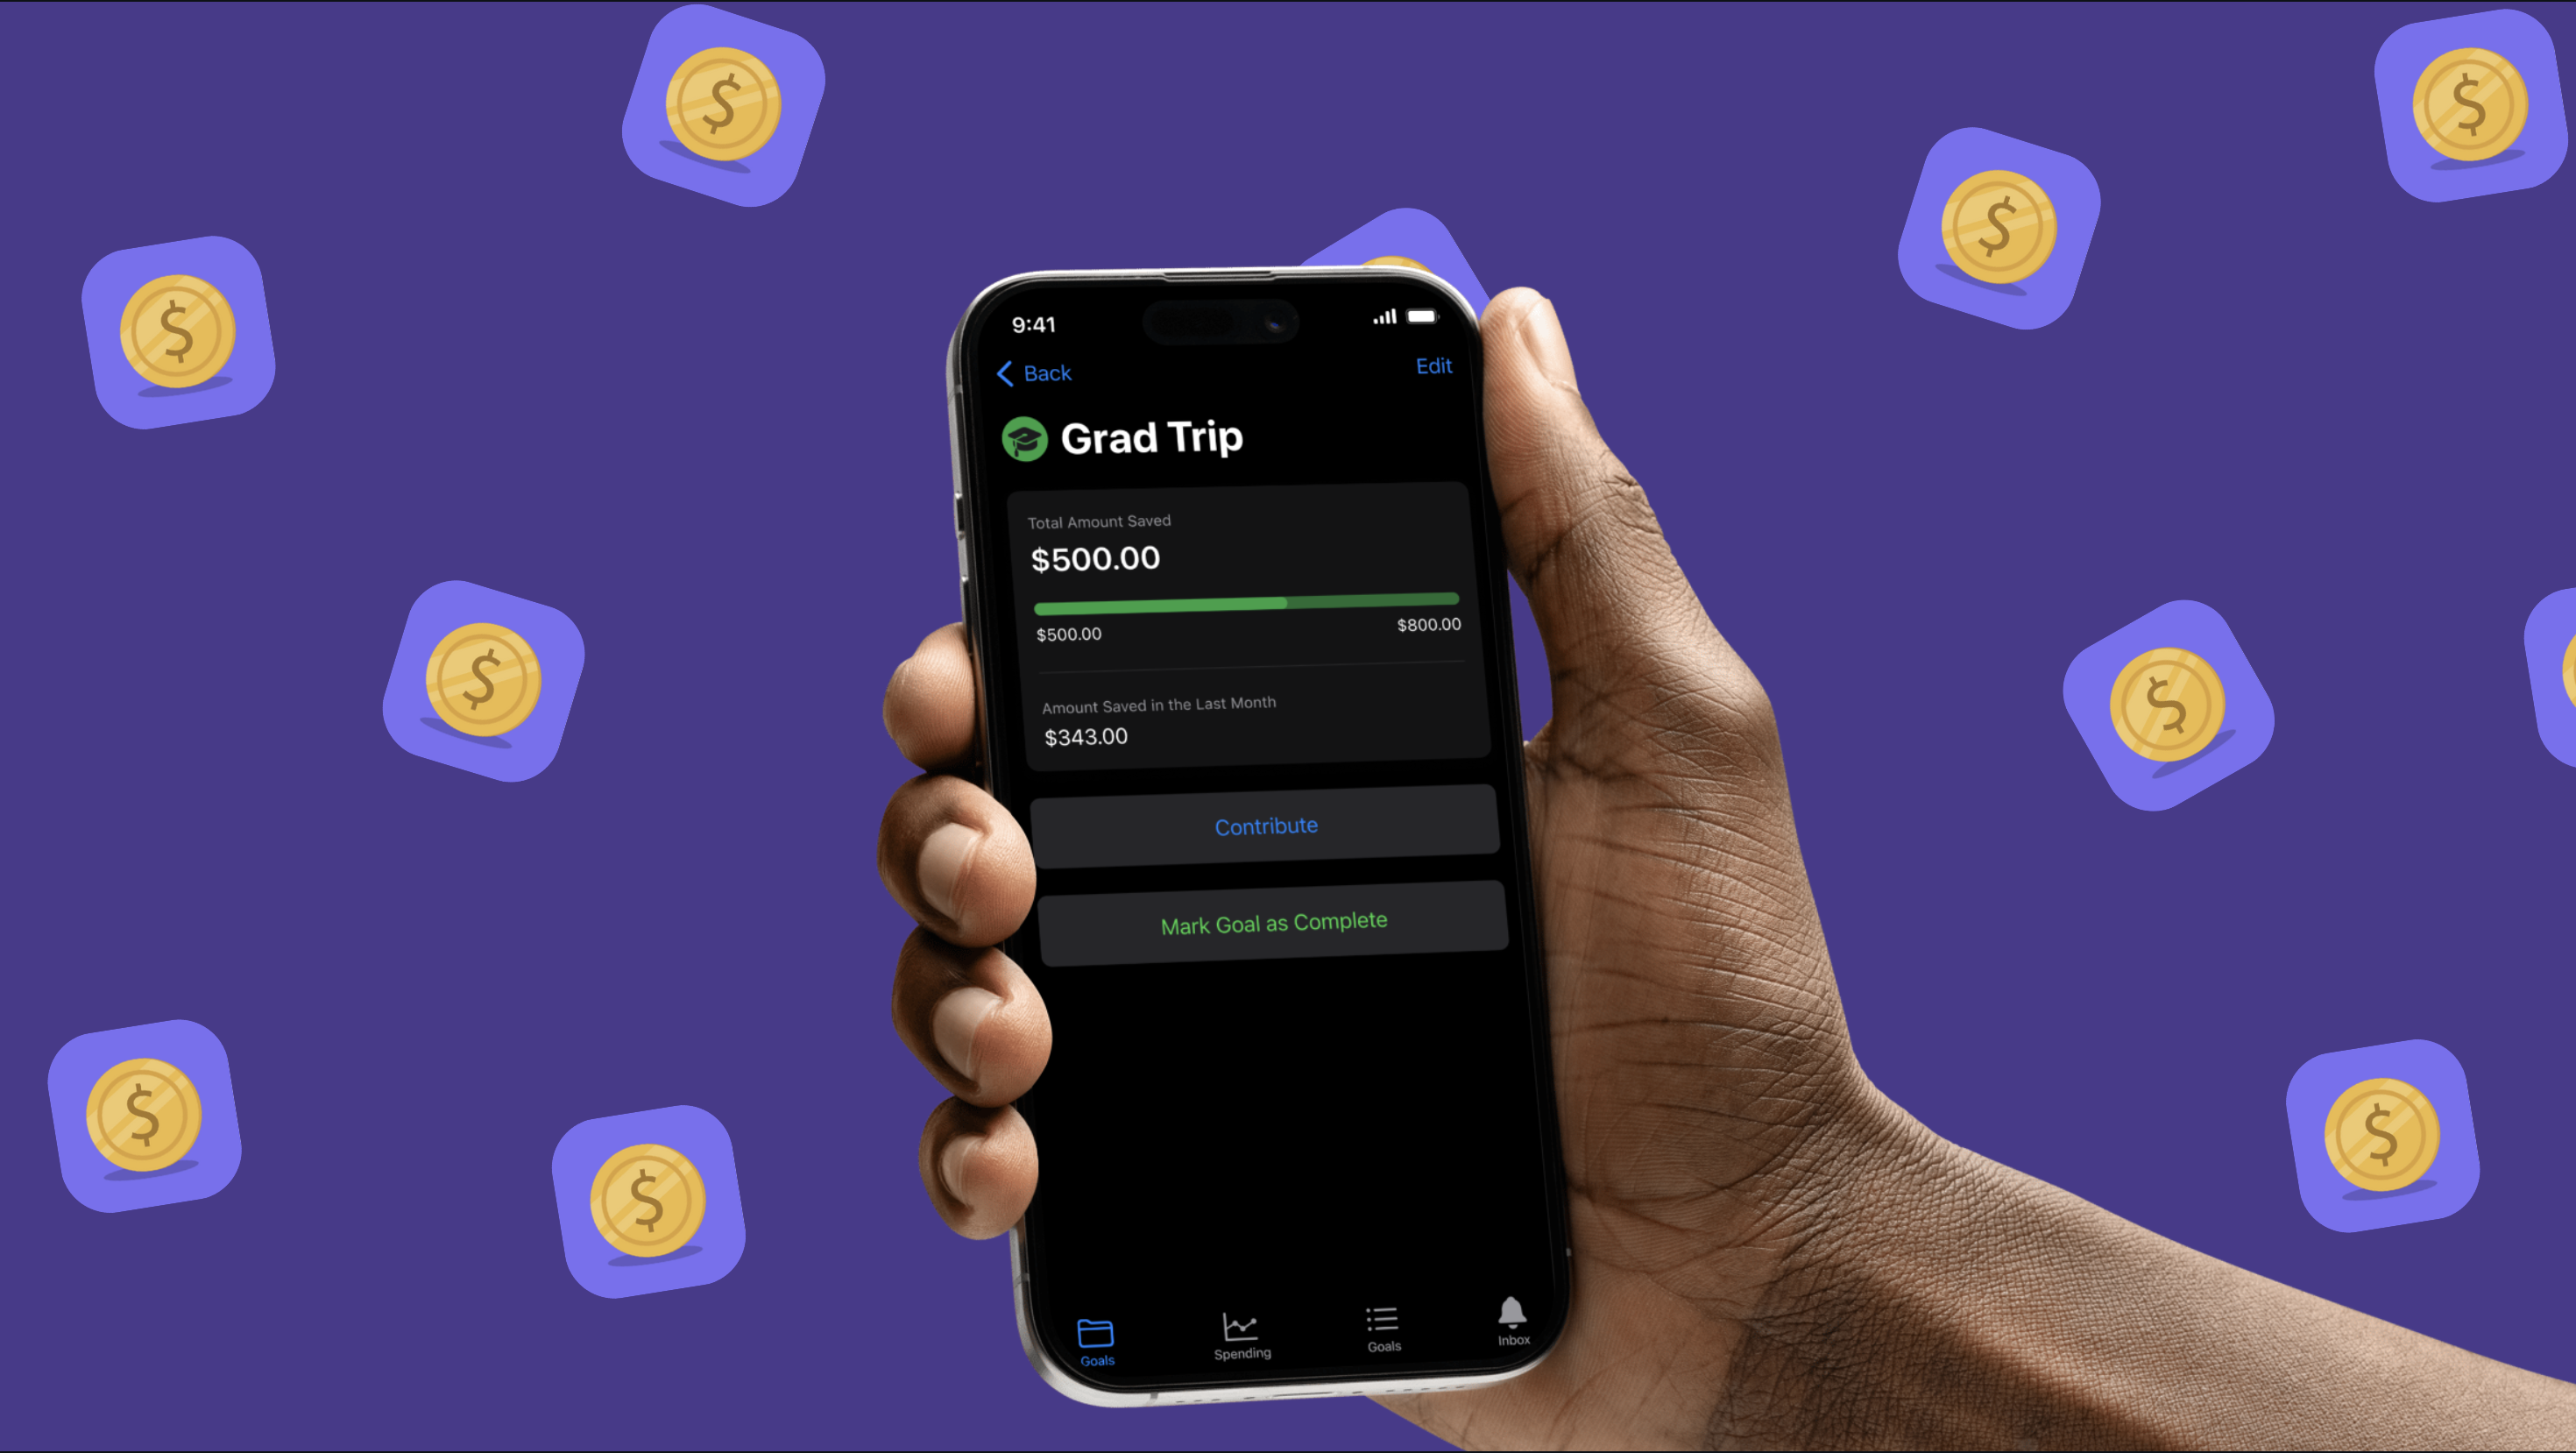 9:41
Back
Edit
Grad Trip
Total Amount Saved
$500.00
$500.00
$800.00
Amount Saved in the Last Month
$343.00
Contribute
Mark Goal as Complete
Goals
Spending
Goals
Inbox
$
$
$
$
$
$
$
$
$